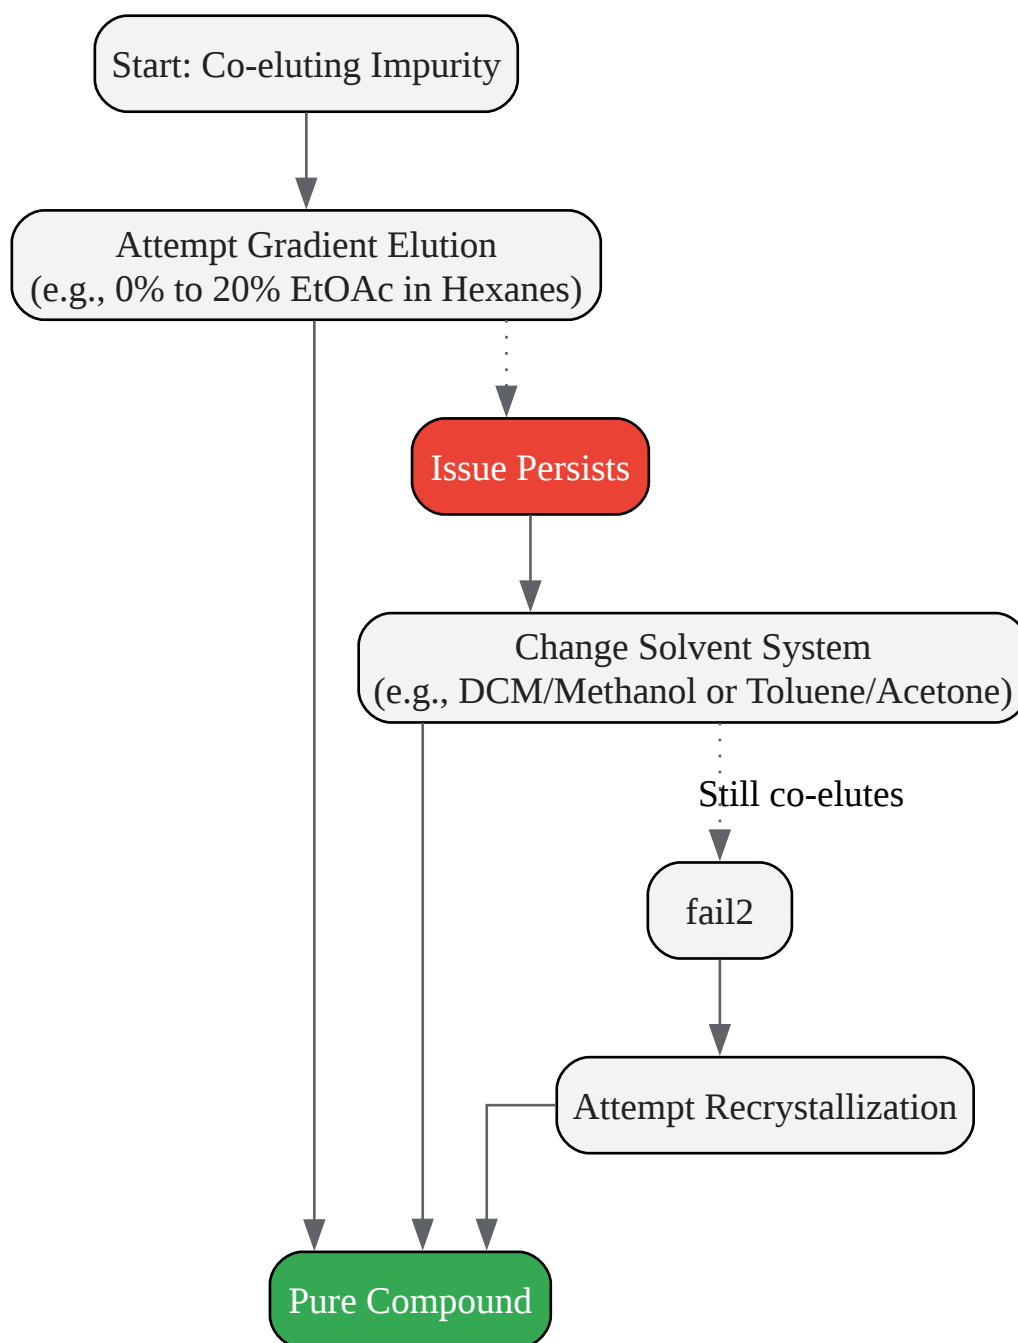 Start: Co-eluting Impurity
Attempt Gradient Elution
(e.g., 0% to 20% EtOAc in Hexanes)
Issue Persists
Change Solvent System
(e.g., DCM/Methanol or Toluene/Acetone)
Still co-elutes
fail2
Attempt Recrystallization
Pure Compound